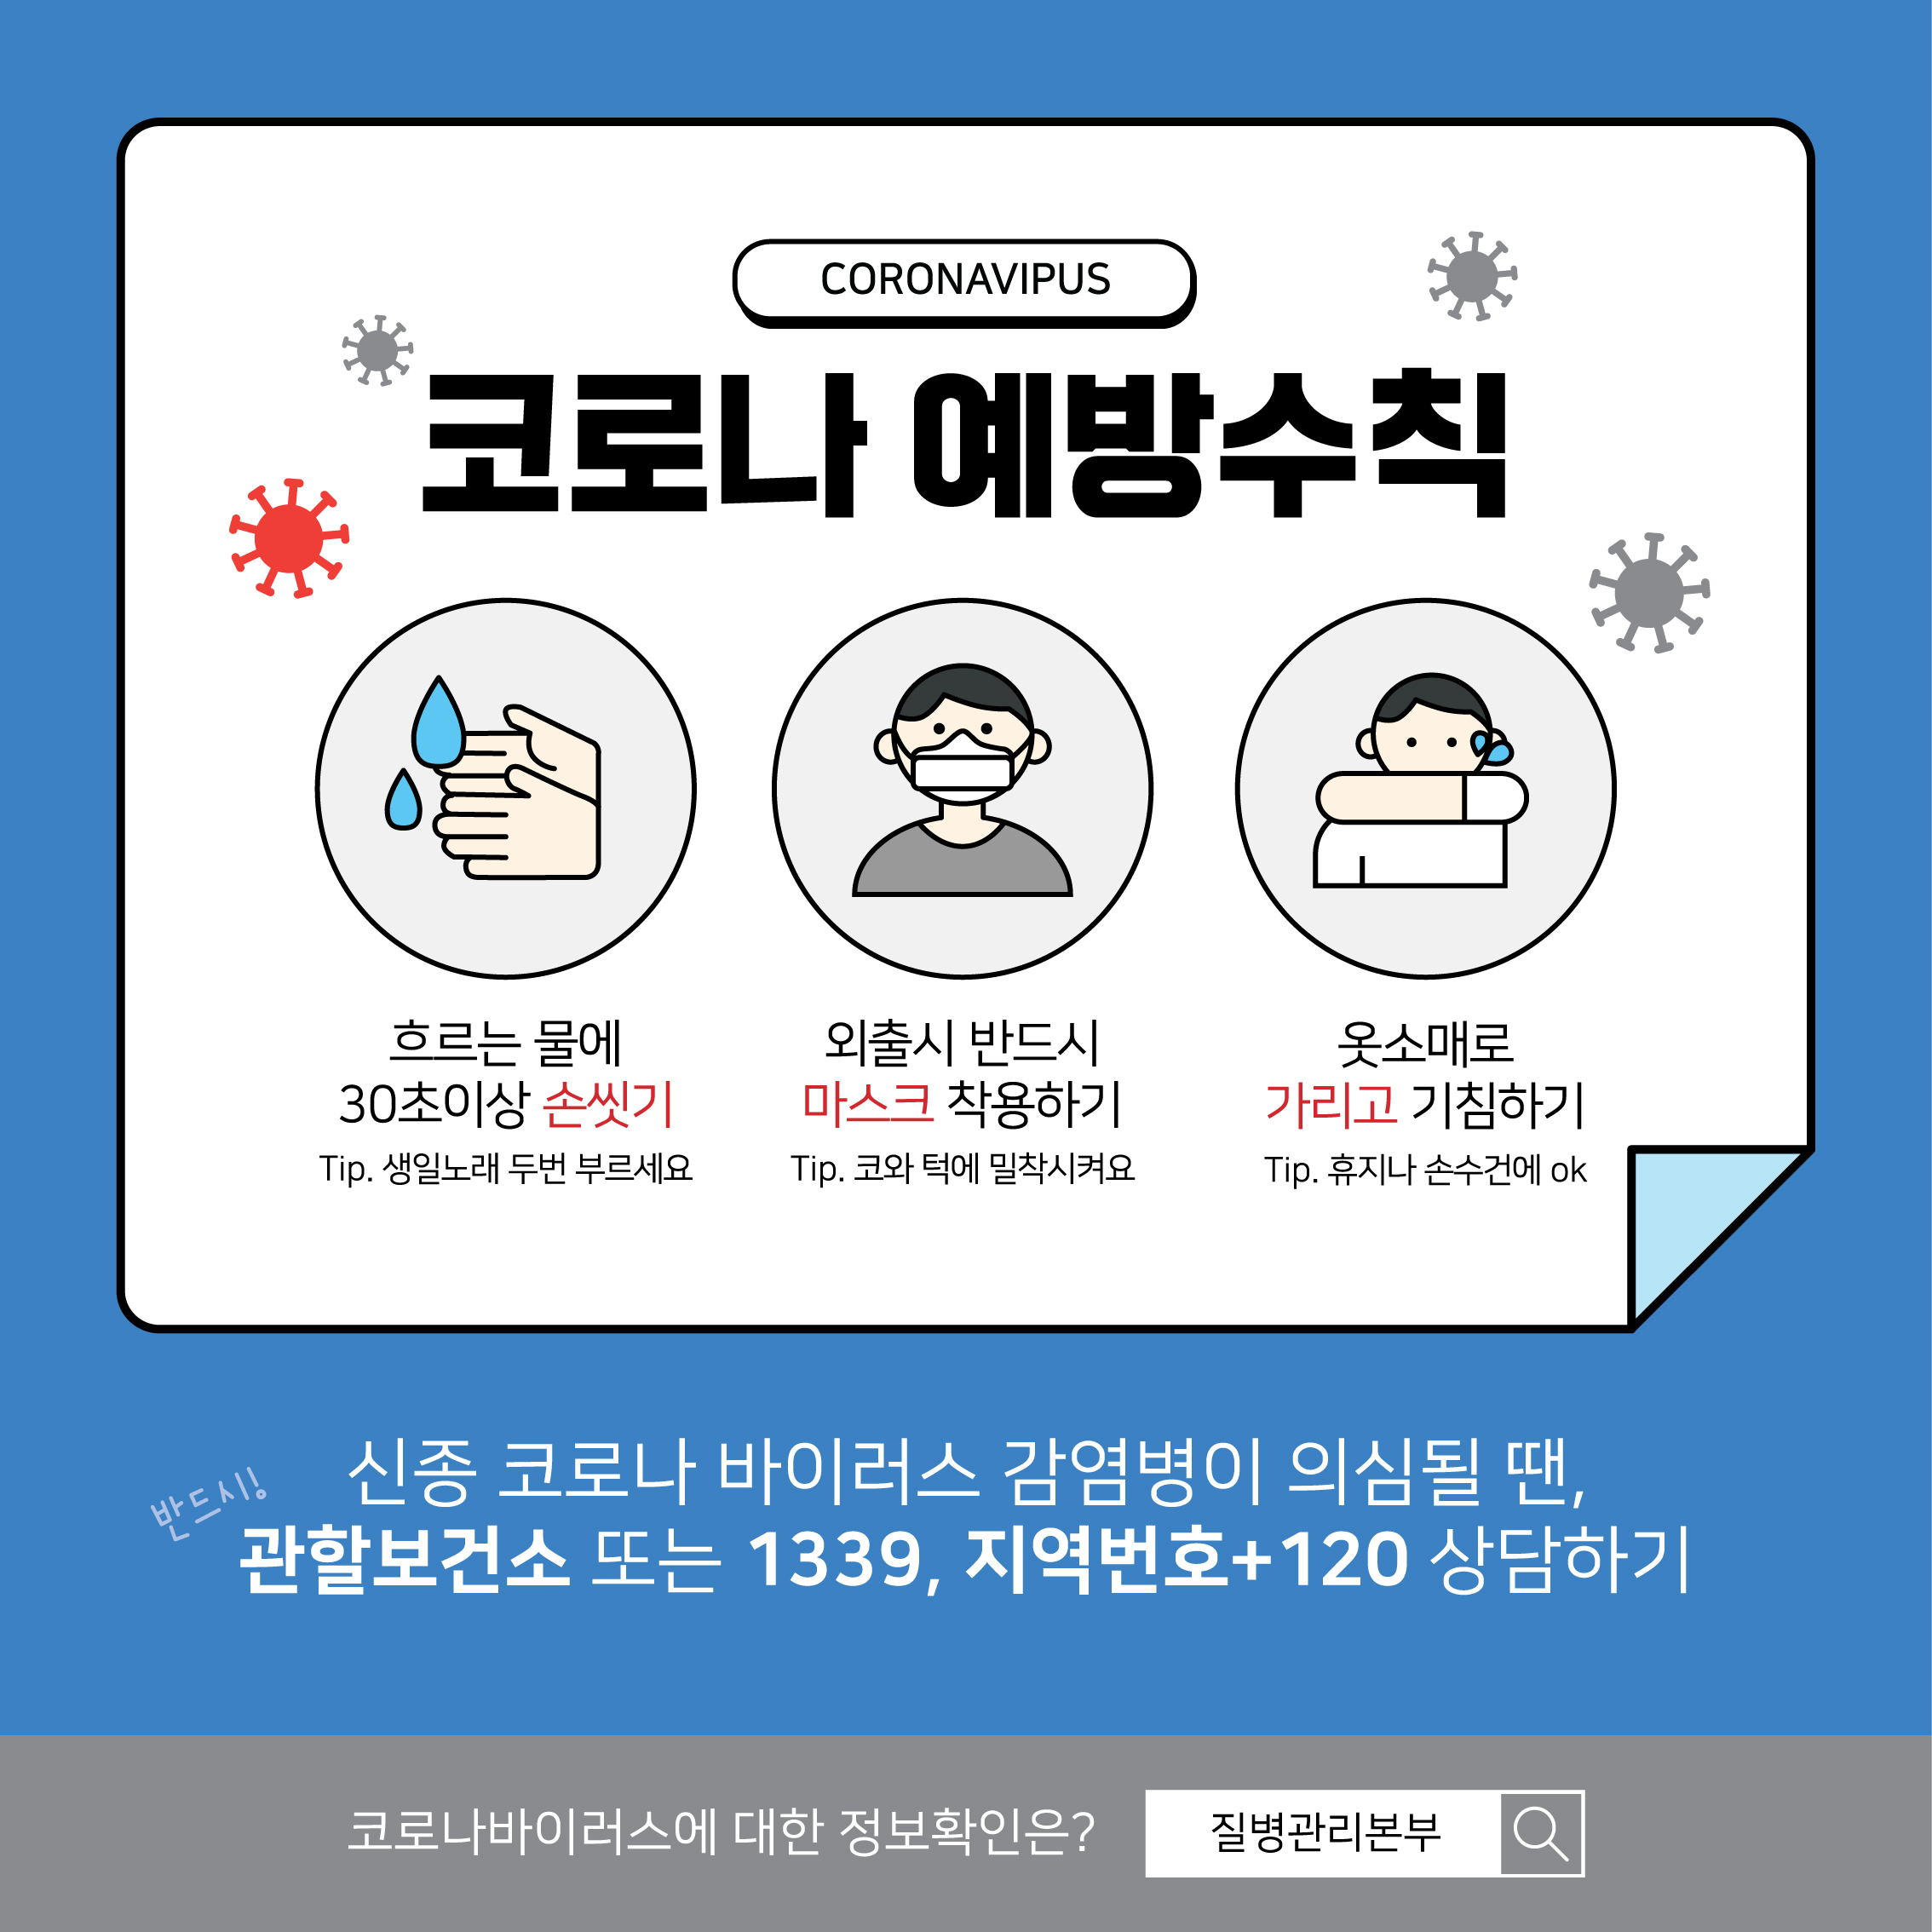 CORONAVIPUS
코로나 예방수칙
흐르는 물에
30초이상 손씻기
Tip. 생일노래 두번 부르세요
외출시 반드시
마스크 착용하기
Tip. 코와 턱에 밀착시켜요
옷소매로
가리고 기침하기
Tip. 휴지나 손수건에 ok
반드시!
신종 코로나 바이러스 감염병이 의심될 땐,
관할보건소 또는 1339, 지역번호+120 상담하기
코로나바이러스에 대한 정보확인은?
질병관리본부